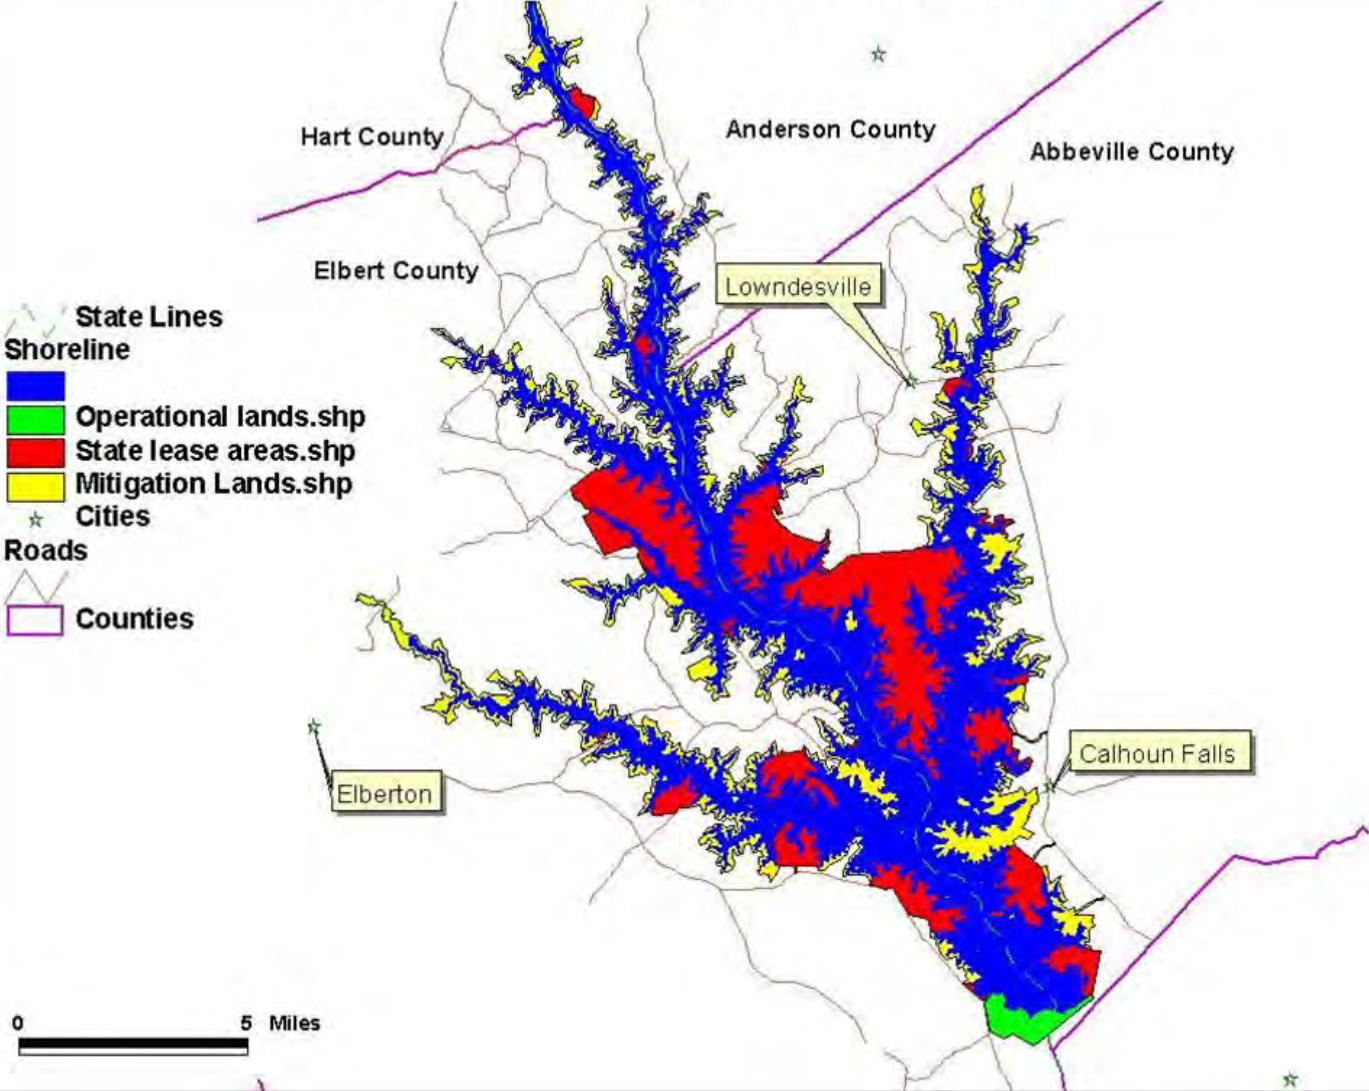 Hart County
Anderson County
Abbeville County
Elbert County
Lowndesville
State Lines
Shoreline
Operational lands.shp
State lease areas.shp
Mitigation Lands.shp
Cities
Roads
Counties
Calhoun Falls
Elberton
0 5 Miles